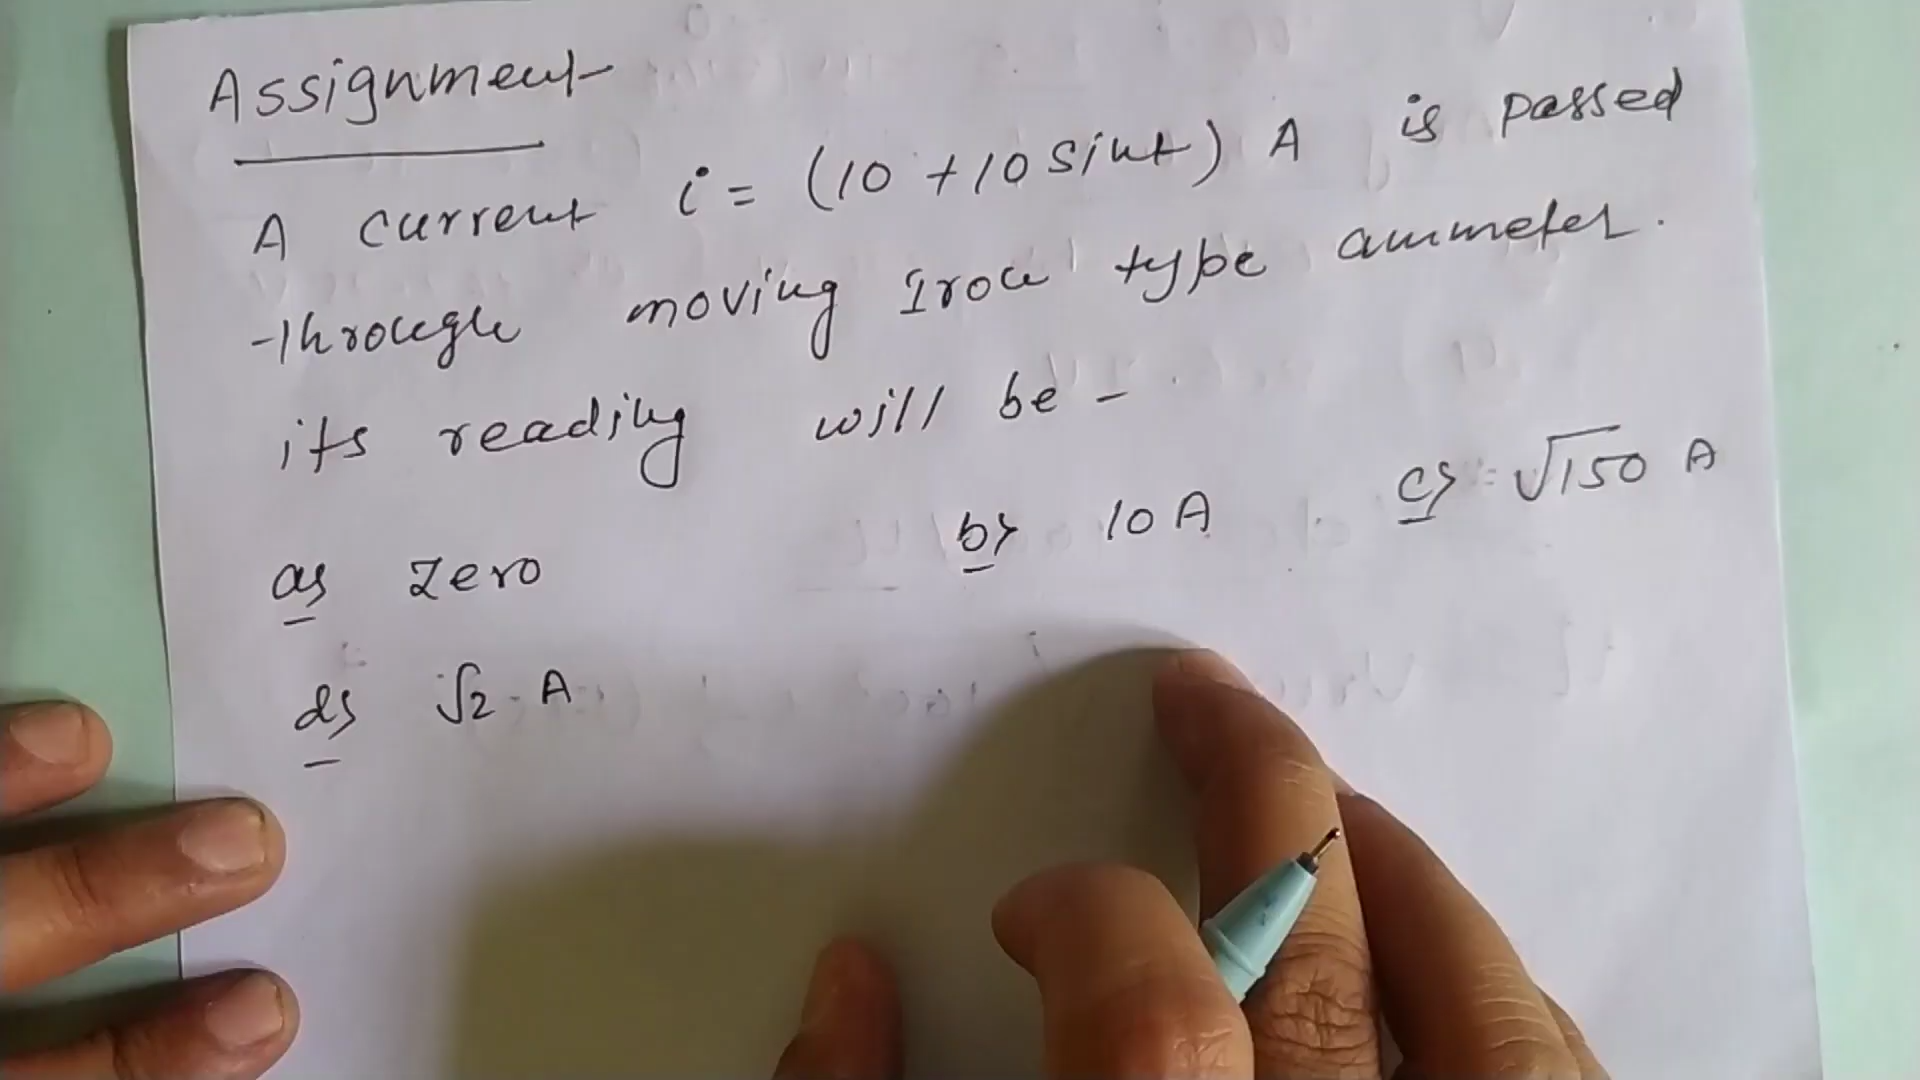 Assignment
A current i = (10 + 10 sint) A is passed
through moving Iron type ammeter.
its reading will be -
a> Zero b> 10 A c> √150 A
d> √2 A